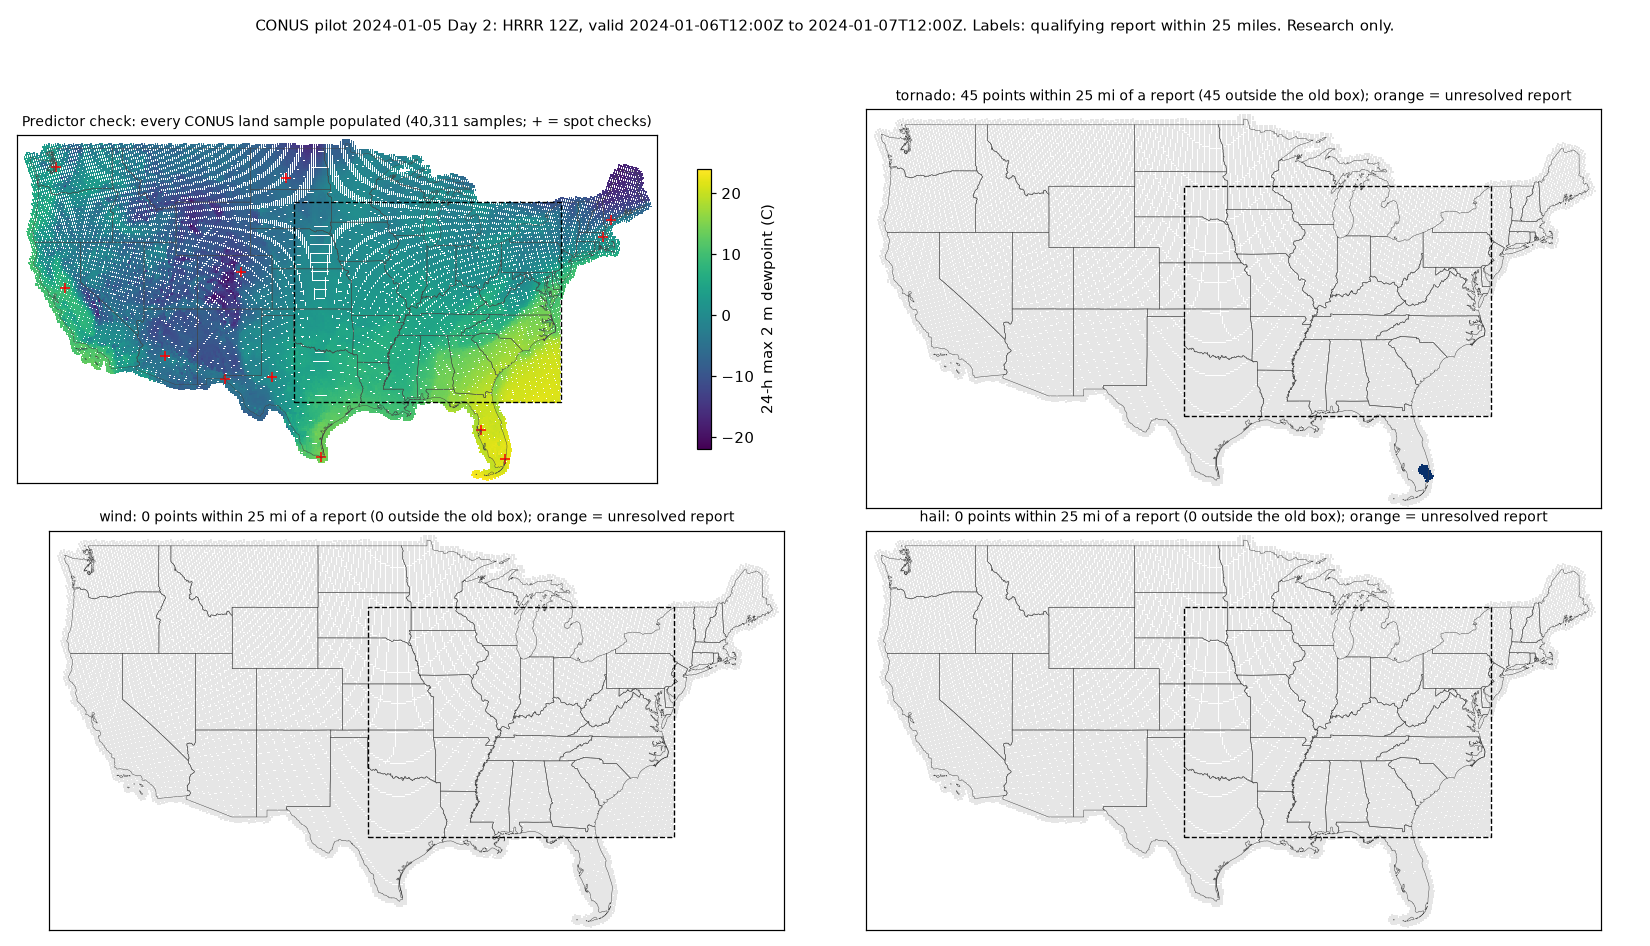 CONUS pilot 2024-01-05 Day 2: HRRR 12Z, valid 2024-01-06T12:00Z to 2024-01-07T12:00Z. Labels: qualifying report within 25 miles. Research only.
Predictor check: every CONUS land sample populated (40,311 samples; + = spot checks)
20
10
0
−10
−20
24-h max 2 m dewpoint (C)
tornado: 45 points within 25 mi of a report (45 outside the old box); orange = unresolved report
wind: 0 points within 25 mi of a report (0 outside the old box); orange = unresolved report
hail: 0 points within 25 mi of a report (0 outside the old box); orange = unresolved report